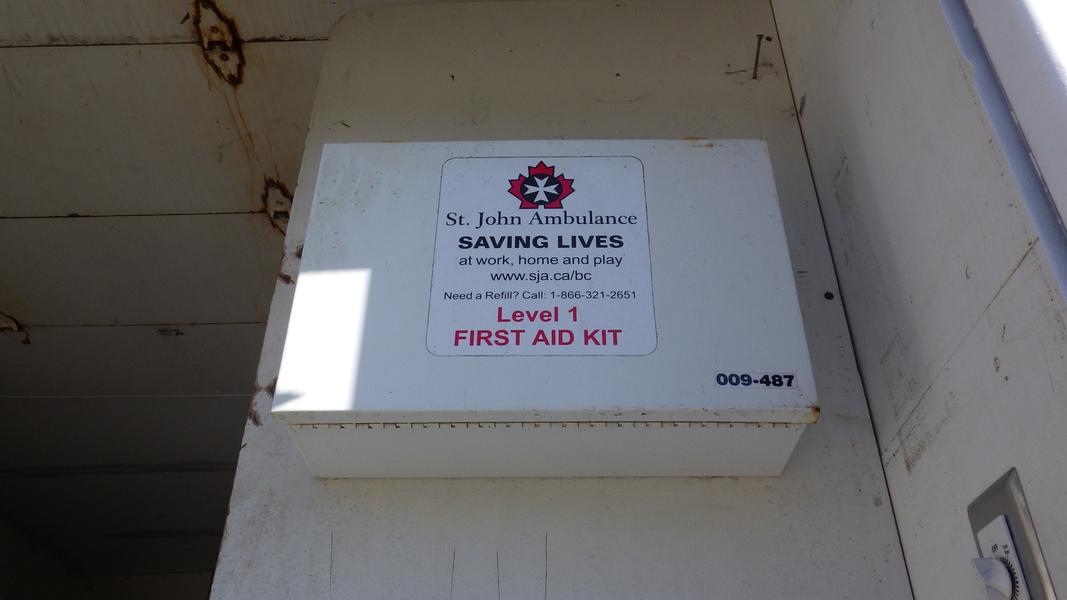 St. John Ambulance
SAVING LIVES
at work, home and play
www.sja.ca/bc
Need a Refill? Call: 1-866-321-2651
Level 1
FIRST AID KIT
009-487